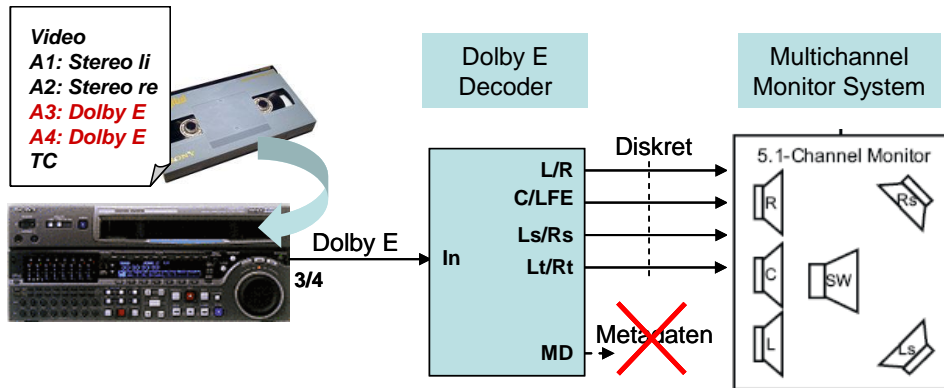 Video
A1: Stereo li
A2: Stereo re
A3: Dolby E
A4: Dolby E
TC
SONY
Dolby E
3/4
Dolby E
Decoder
In
L/R
C/LFE
Ls/Rs
Lt/Rt
MD
Diskret
Metadaten
Multichannel
Monitor System
5.1-Channel Monitor
R
Rs
C
SW
L
Ls